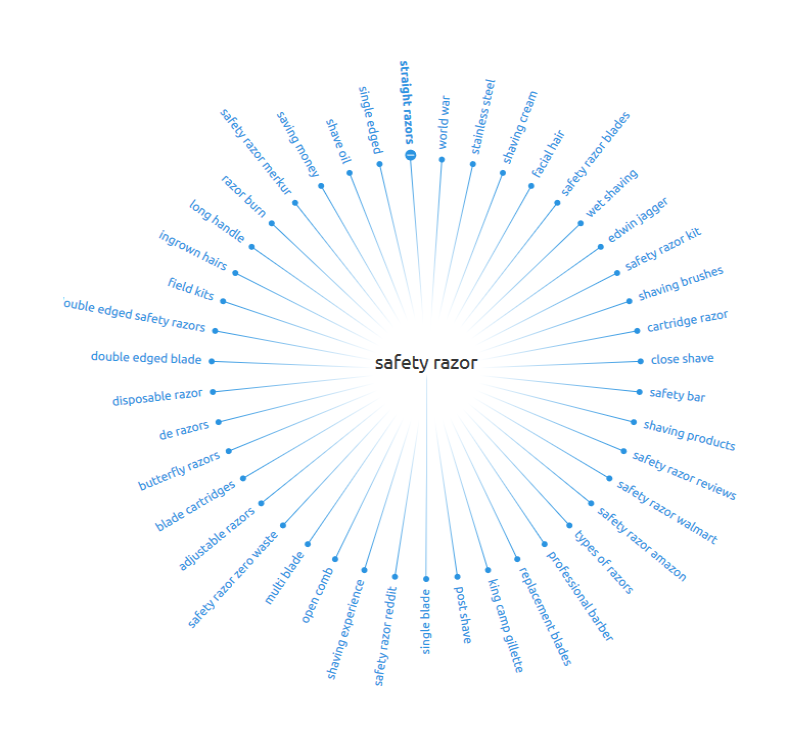 safety razor
straight razors
world war
stainless steel
shaving cream
facial hair
safety razor blades
wet shaving
edwin jagger
safety razor kit
shaving brushes
cartridge razor
close shave
safety bar
shaving products
safety razor reviews
safety razor walmart
safety razor amazon
types of razors
professional barber
replacement blades
king camp gillette
post shave
single blade
safety razor reddit
shaving experience
open comb
multi blade
safety razor zero waste
adjustable razors
blade cartridges
butterfly razors
de razors
disposable razor
double edged blade
ouble edged safety razors
field kits
ingrown hairs
long handle
razor burn
safety razor merkur
saving money
shave oil
single edged